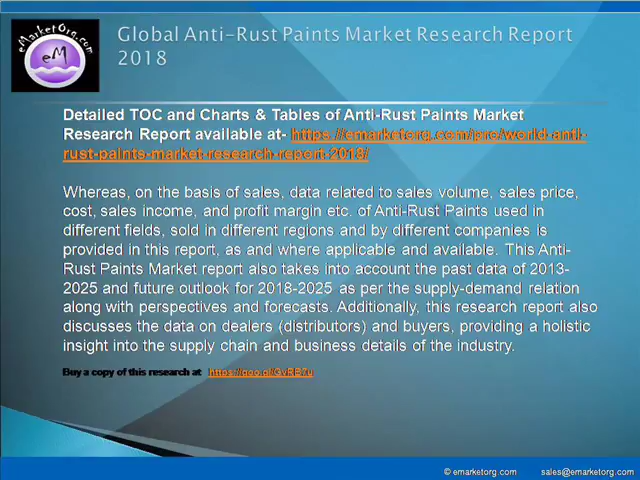 eMarketOrg.com
eM
Global Anti-Rust Paints Market Research Report
2018
Detailed TOC and Charts & Tables of Anti-Rust Paints Market
Research Report available at- https://emarketorg.com/pro/world-anti-
rust-paints-market-research-report-2018/
Whereas, on the basis of sales, data related to sales volume, sales price,
cost, sales income, and profit margin etc. of Anti-Rust Paints used in
different fields, sold in different regions and by different companies is
provided in this report, as and where applicable and available. This Anti-
Rust Paints Market report also takes into account the past data of 2013-
2025 and future outlook for 2018-2025 as per the supply-demand relation
along with perspectives and forecasts. Additionally, this research report also
discusses the data on dealers (distributors) and buyers, providing a holistic
insight into the supply chain and business details of the industry.
Buy a copy of this research at
© emarketorg.com sales@emarketorg.com